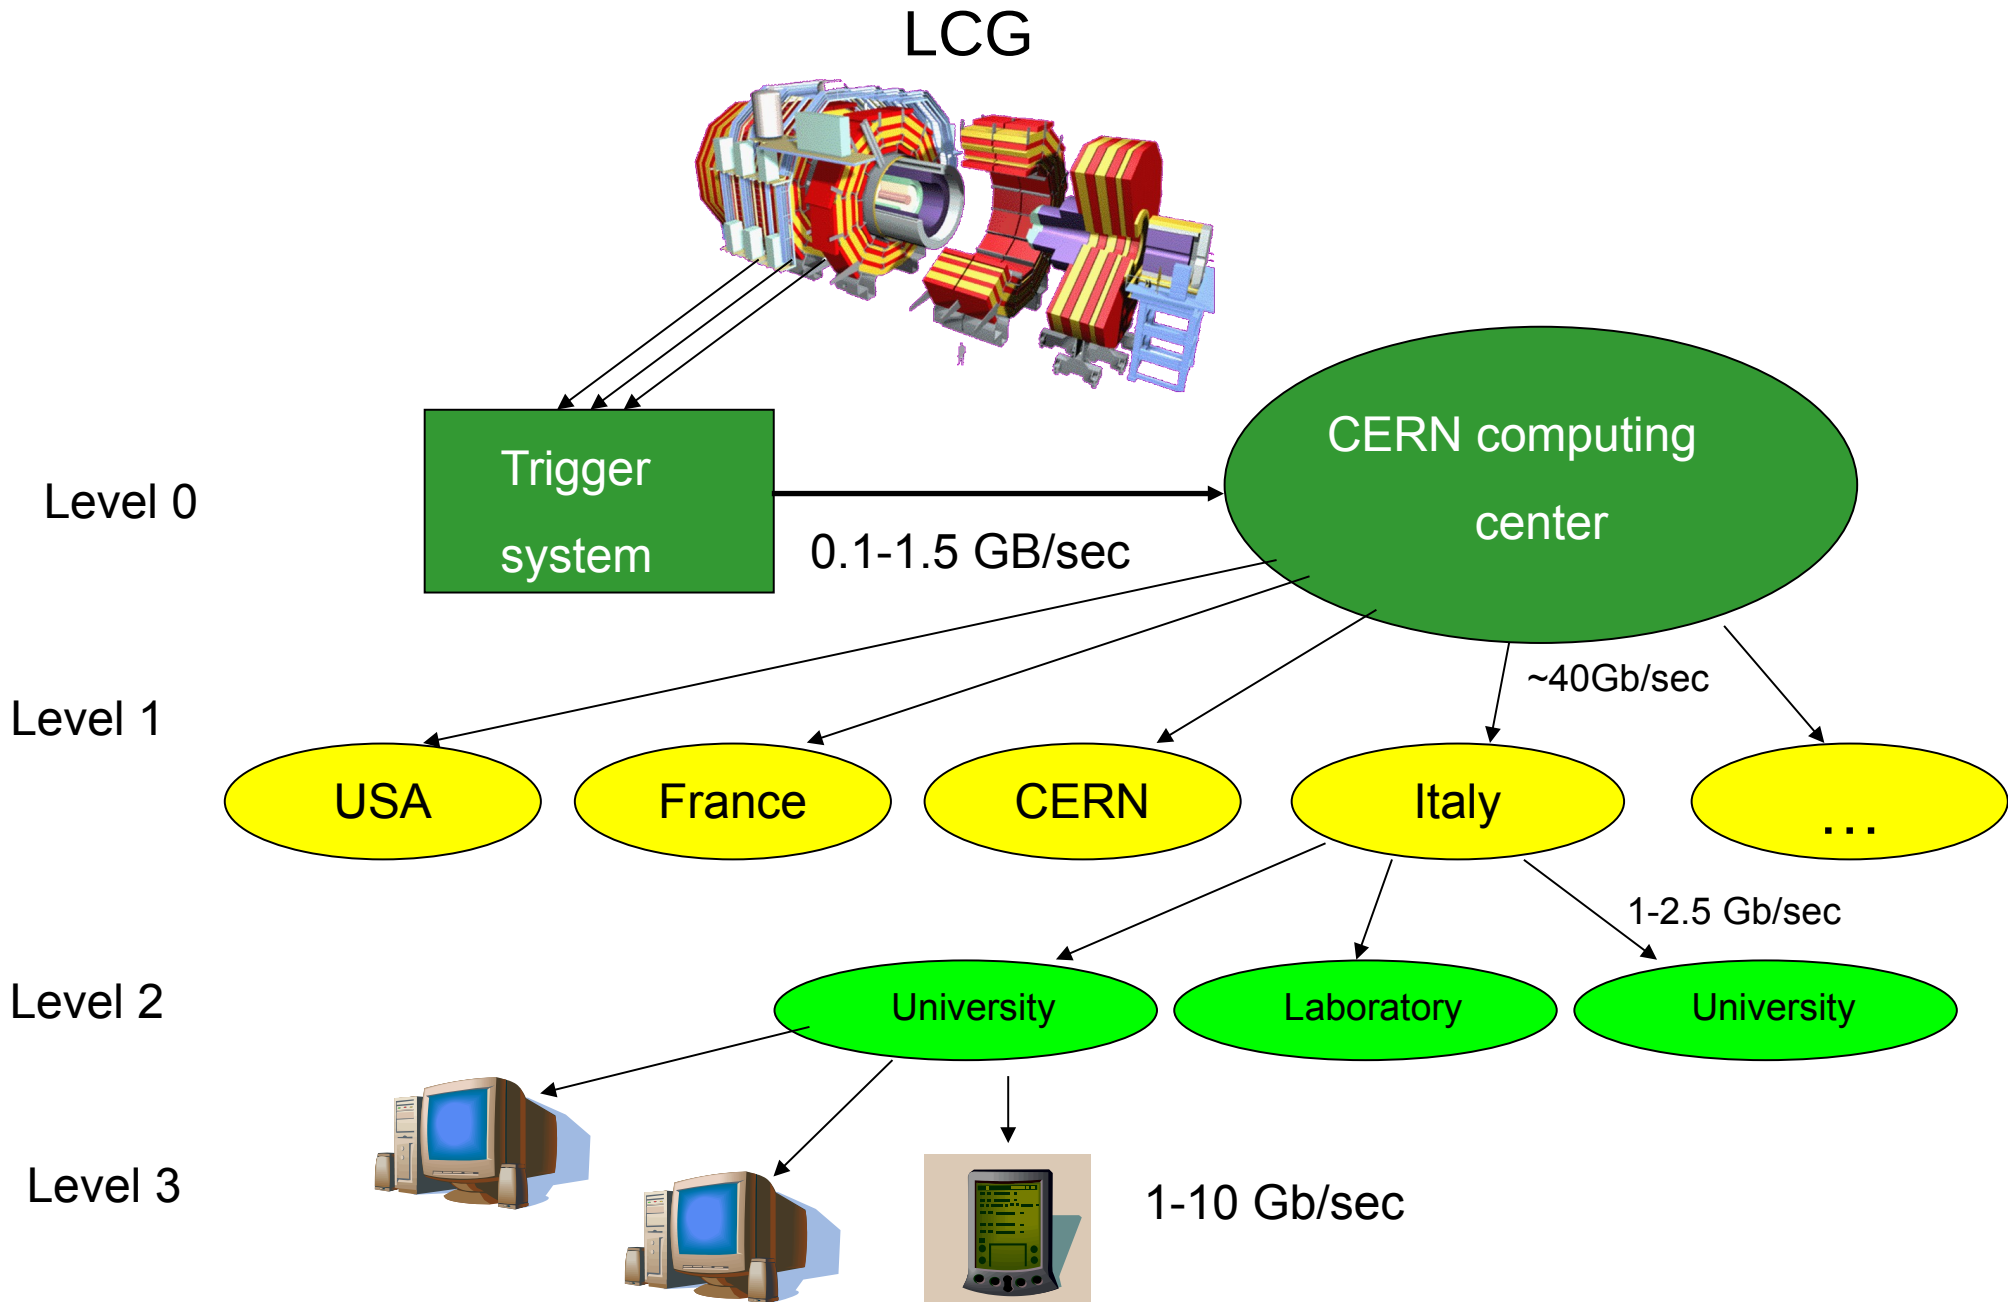 LCG
Trigger
system
CERN computing
center
Level 0
0.1-1.5 GB/sec
~40Gb/sec
Level 1
USA
France
CERN
Italy
...
1-2.5 Gb/sec
Level 2
University
Laboratory
University
Level 3
1-10 Gb/sec